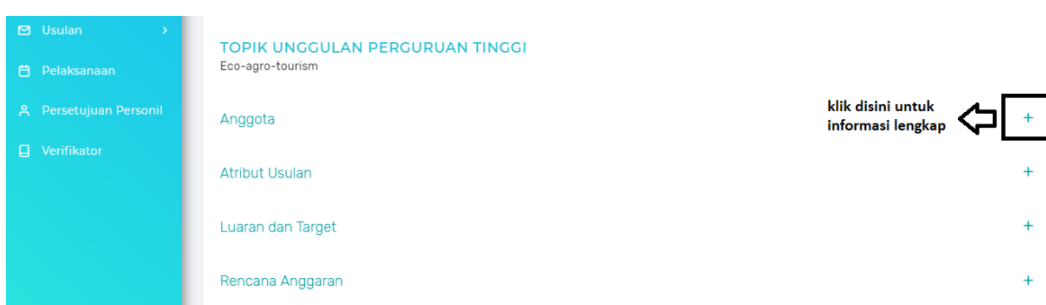 Usulan >
Pelaksanaan
Persetujuan Personil
Verifikator
TOPIK UNGGULAN PERGURUAN TINGGI
Eco-agro-tourism
Anggota
klik disini untuk
informasi lengkap
+
Atribut Usulan +
Luaran dan Target +
Rencana Anggaran +